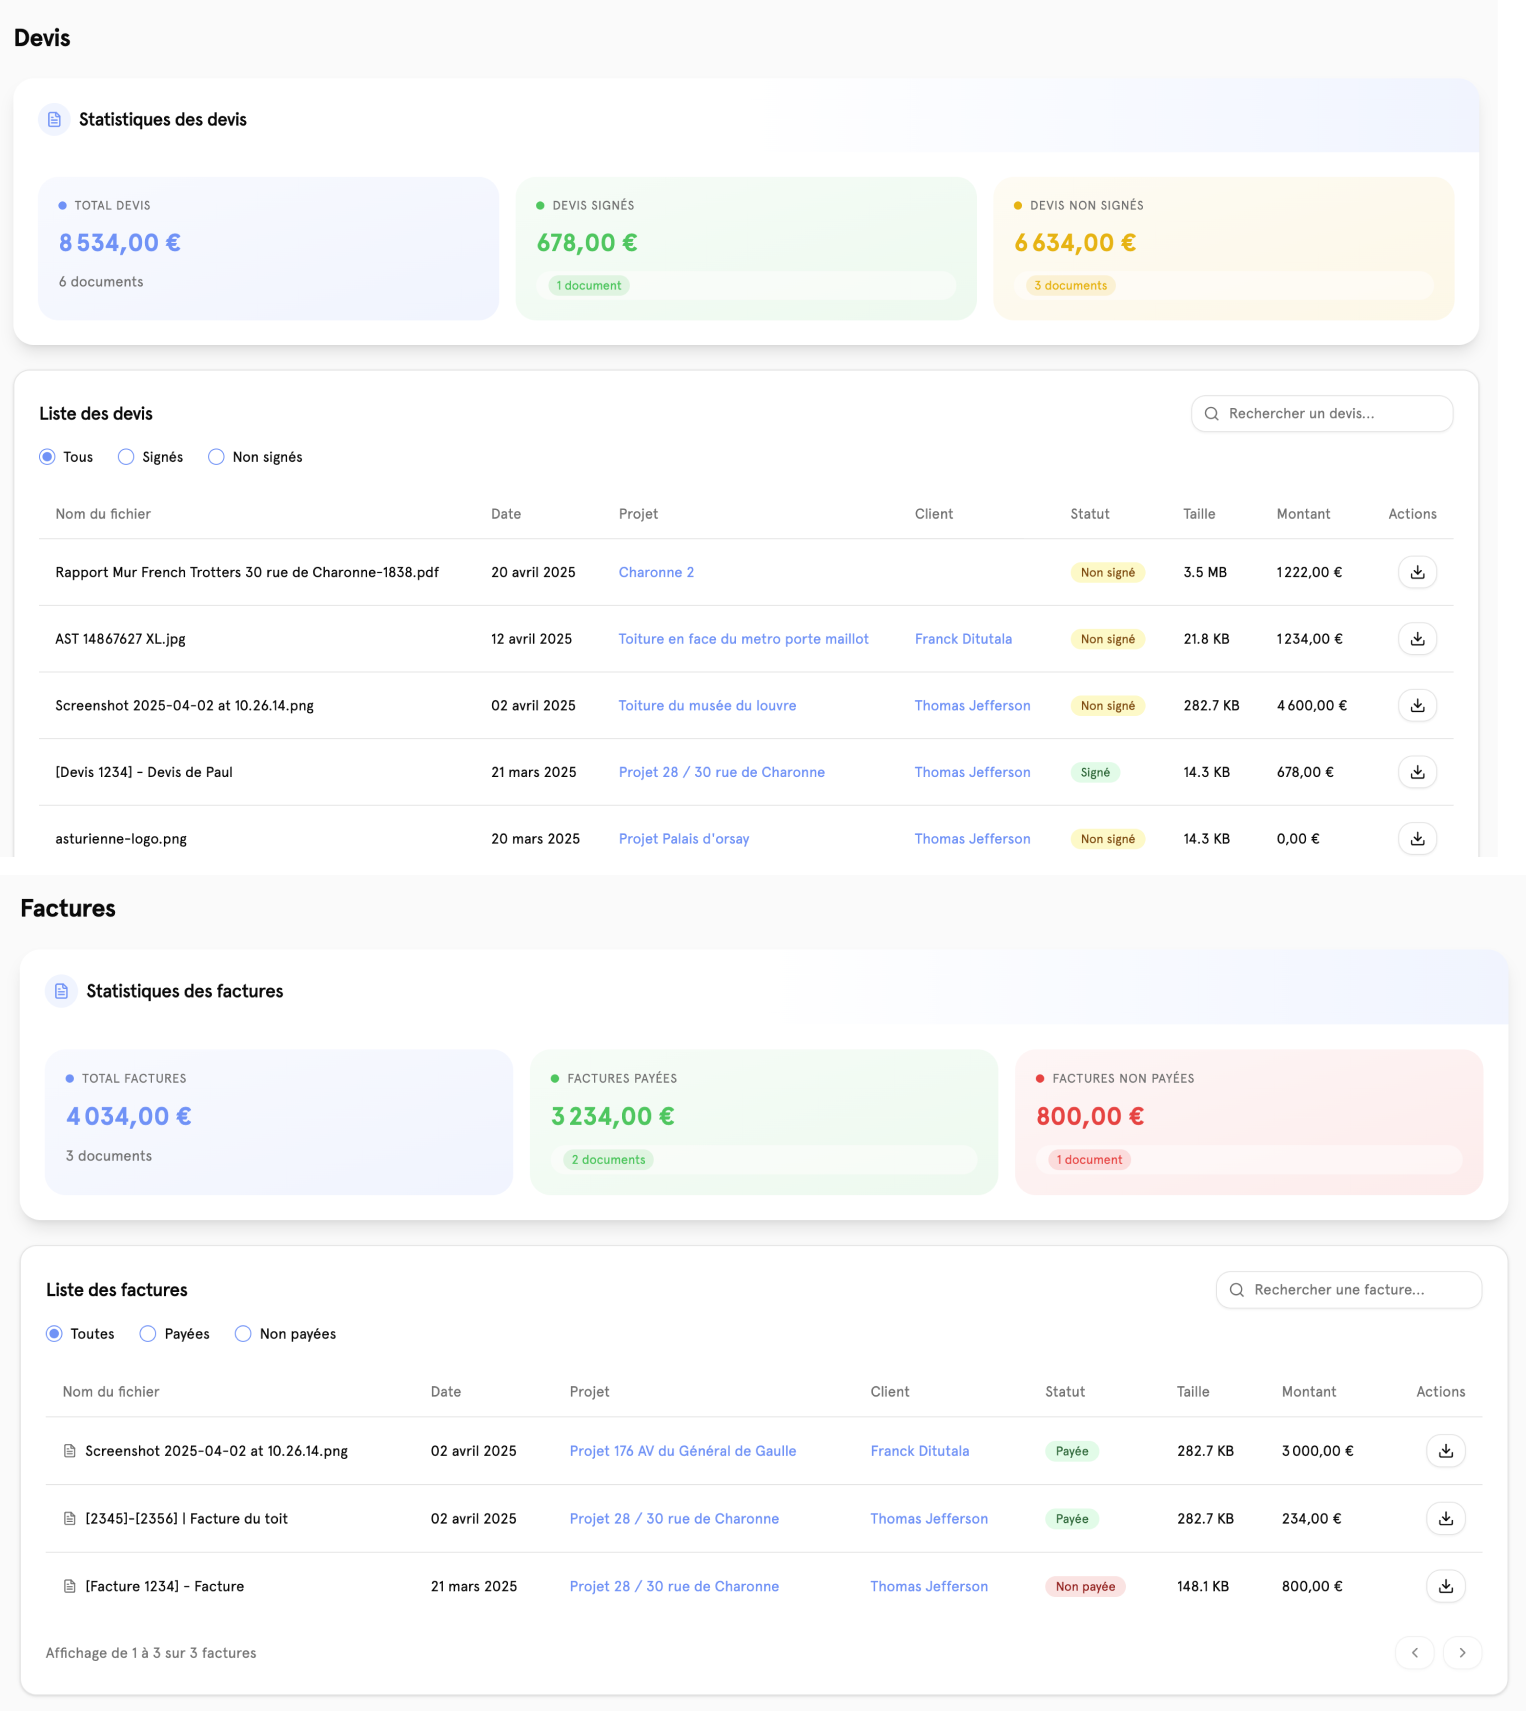 Devis
Statistiques des devis
TOTAL DEVIS
8 534,00 €
6 documents
DEVIS SIGNÉS
678,00 €
1 document
DEVIS NON SIGNÉS
6 634,00 €
3 documents
Liste des devis
Rechercher un devis...
Tous Signés Non signés
Nom du fichier Date Projet Client Statut Taille Montant Actions
Rapport Mur French Trotters 30 rue de Charonne-1838.pdf 20 avril 2025 Charonne 2 Non signé 3.5 MB 1 222,00 €
AST 14867627 XL.jpg 12 avril 2025 Toiture en face du metro porte maillot Franck Ditutala Non signé 21.8 KB 1 234,00 €
Screenshot 2025-04-02 at 10.26.14.png 02 avril 2025 Toiture du musée du louvre Thomas Jefferson Non signé 282.7 KB 4 600,00 €
[Devis 1234] - Devis de Paul 21 mars 2025 Projet 28 / 30 rue de Charonne Thomas Jefferson Signé 14.3 KB 678,00 €
asturienne-logo.png 20 mars 2025 Projet Palais d'orsay Thomas Jefferson Non signé 14.3 KB 0,00 €
Factures
Statistiques des factures
TOTAL FACTURES
4 034,00 €
3 documents
FACTURES PAYÉES
3 234,00 €
2 documents
FACTURES NON PAYÉES
800,00 €
1 document
Liste des factures
Rechercher une facture...
Toutes Payées Non payées
Nom du fichier Date Projet Client Statut Taille Montant Actions
Screenshot 2025-04-02 at 10.26.14.png 02 avril 2025 Projet 176 AV du Général de Gaulle Franck Ditutala Payée 282.7 KB 3 000,00 €
[2345]-[2356] | Facture du toit 02 avril 2025 Projet 28 / 30 rue de Charonne Thomas Jefferson Payée 282.7 KB 234,00 €
[Facture 1234] - Facture 21 mars 2025 Projet 28 / 30 rue de Charonne Thomas Jefferson Non payée 148.1 KB 800,00 €
Affichage de 1 à 3 sur 3 factures